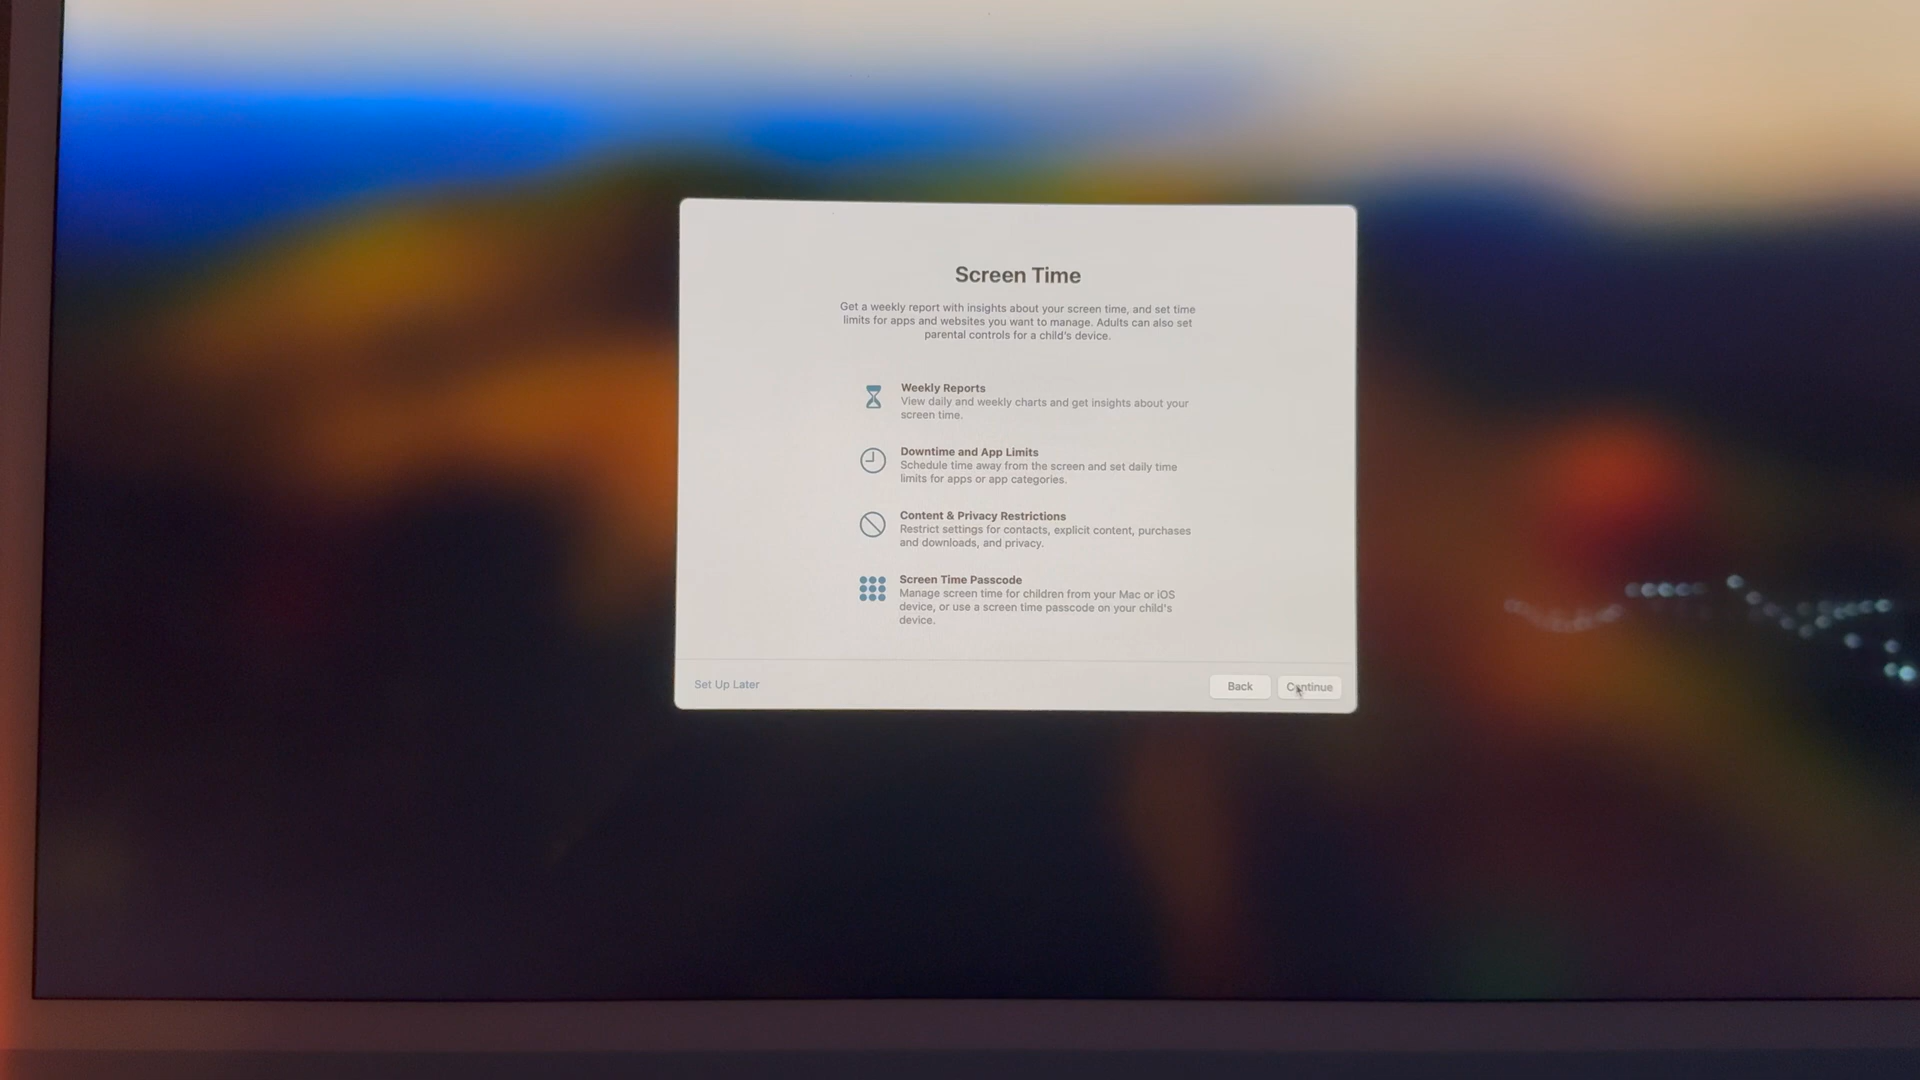 Screen Time
Get a weekly report with insights about your screen time, and set time
limits for apps and websites you want to manage. Adults can also set
parental controls for a child's device.
Weekly Reports
View daily and weekly charts and get insights about your
screen time.
Downtime and App Limits
Schedule time away from the screen and set daily time
limits for apps or app categories.
Content & Privacy Restrictions
Restrict settings for contacts, explicit content, purchases
and downloads, and privacy.
Screen Time Passcode
Manage screen time for children from your Mac or iOS
device, or use a screen time passcode on your child's
device.
Set Up Later
Back
Continue